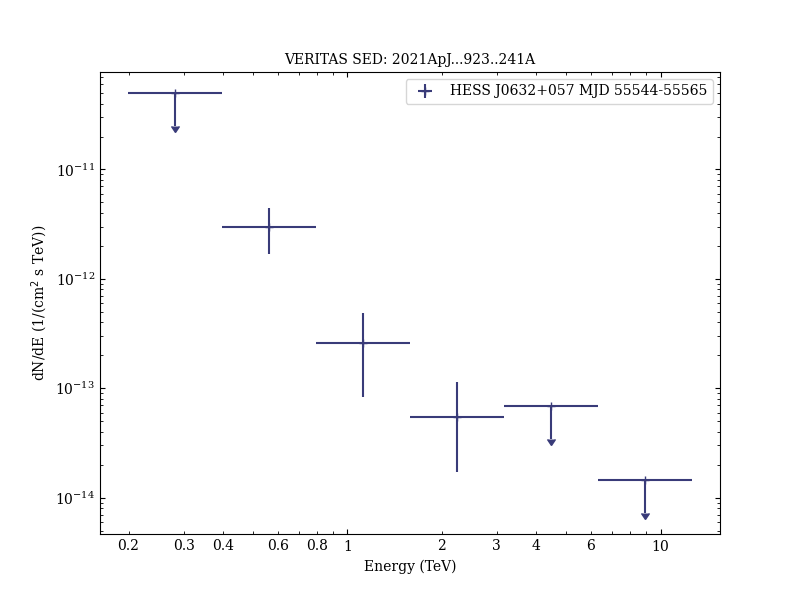 VERITAS SED: 2021ApJ...923..241A
HESS J0632+057 MJD 55544-55565
dN/dE (1/(cm² s TeV))
10⁻¹¹
10⁻¹²
10⁻¹³
10⁻¹⁴
0.2 0.3 0.4 0.6 0.8 1 2 3 4 6 10
Energy (TeV)